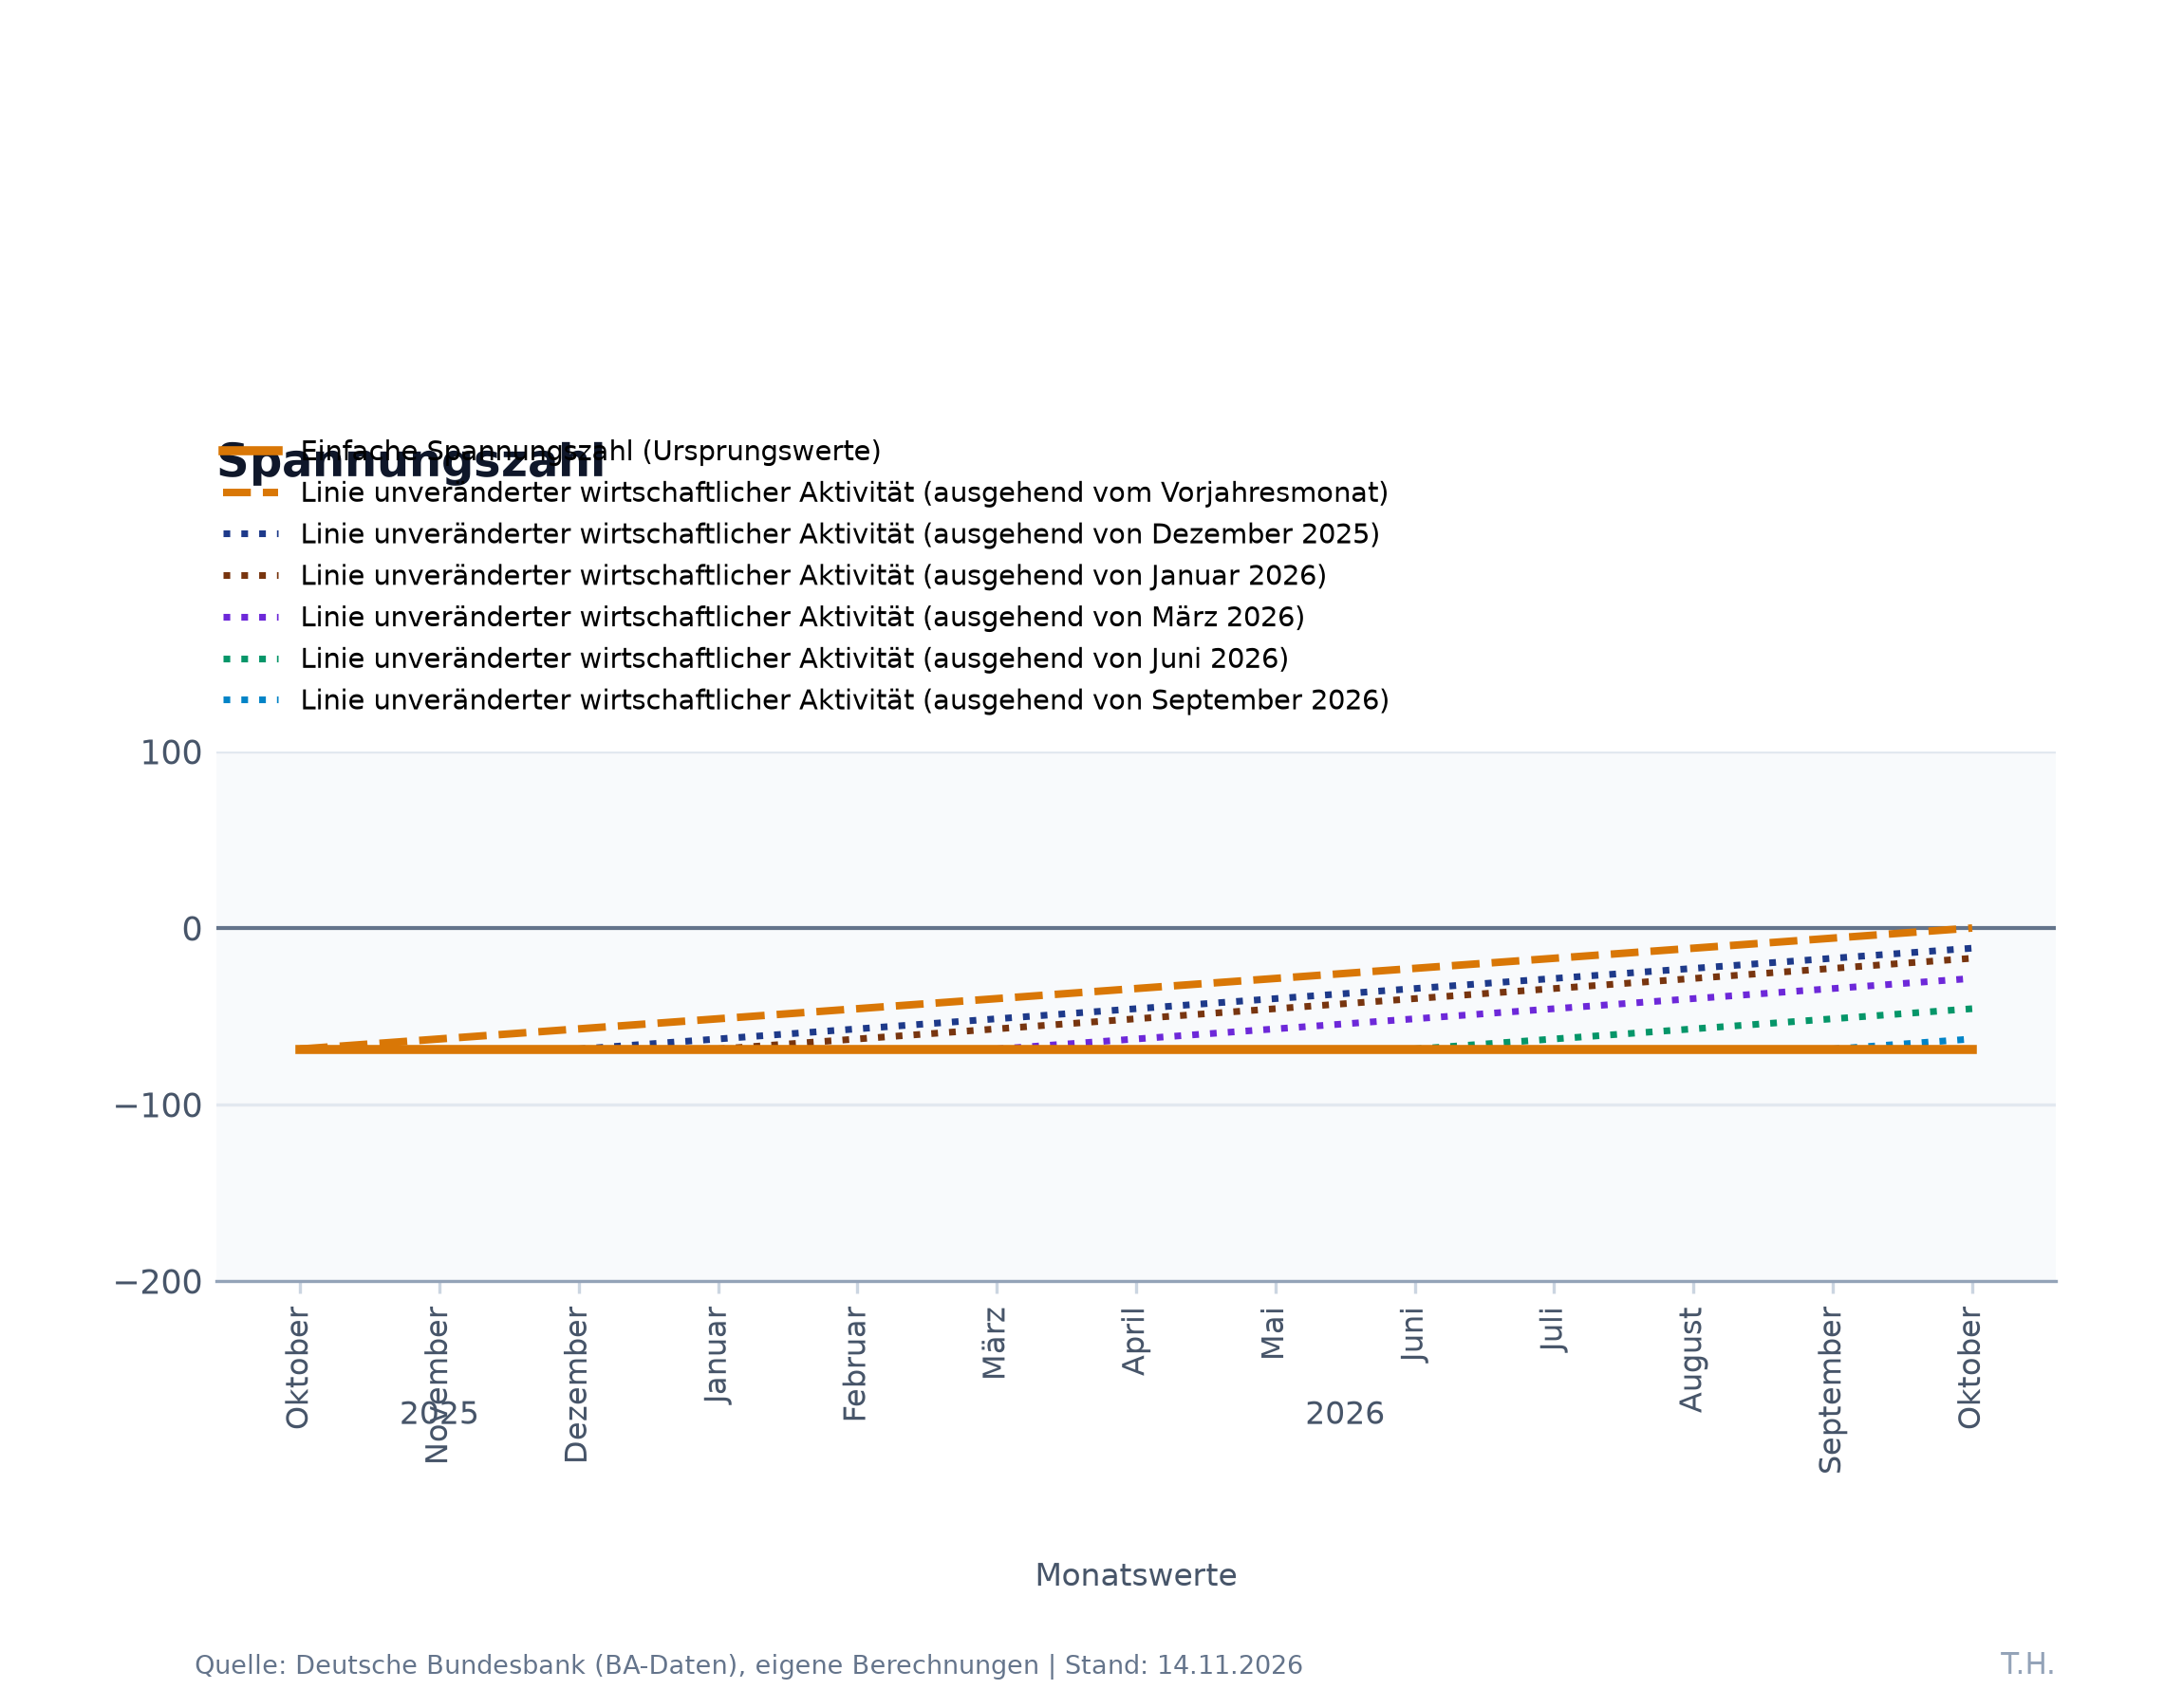 Spannungszahl
Einfache Spannungszahl (Ursprungswerte)
Linie unveränderter wirtschaftlicher Aktivität (ausgehend vom Vorjahresmonat)
Linie unveränderter wirtschaftlicher Aktivität (ausgehend von Dezember 2025)
Linie unveränderter wirtschaftlicher Aktivität (ausgehend von Januar 2026)
Linie unveränderter wirtschaftlicher Aktivität (ausgehend von März 2026)
Linie unveränderter wirtschaftlicher Aktivität (ausgehend von Juni 2026)
Linie unveränderter wirtschaftlicher Aktivität (ausgehend von September 2026)
100
0
−100
−200
Oktober
November
Dezember
Januar
Februar
März
April
Mai
Juni
Juli
August
September
Oktober
2025
2026
Monatswerte
Quelle: Deutsche Bundesbank (BA-Daten), eigene Berechnungen | Stand: 14.11.2026
T.H.